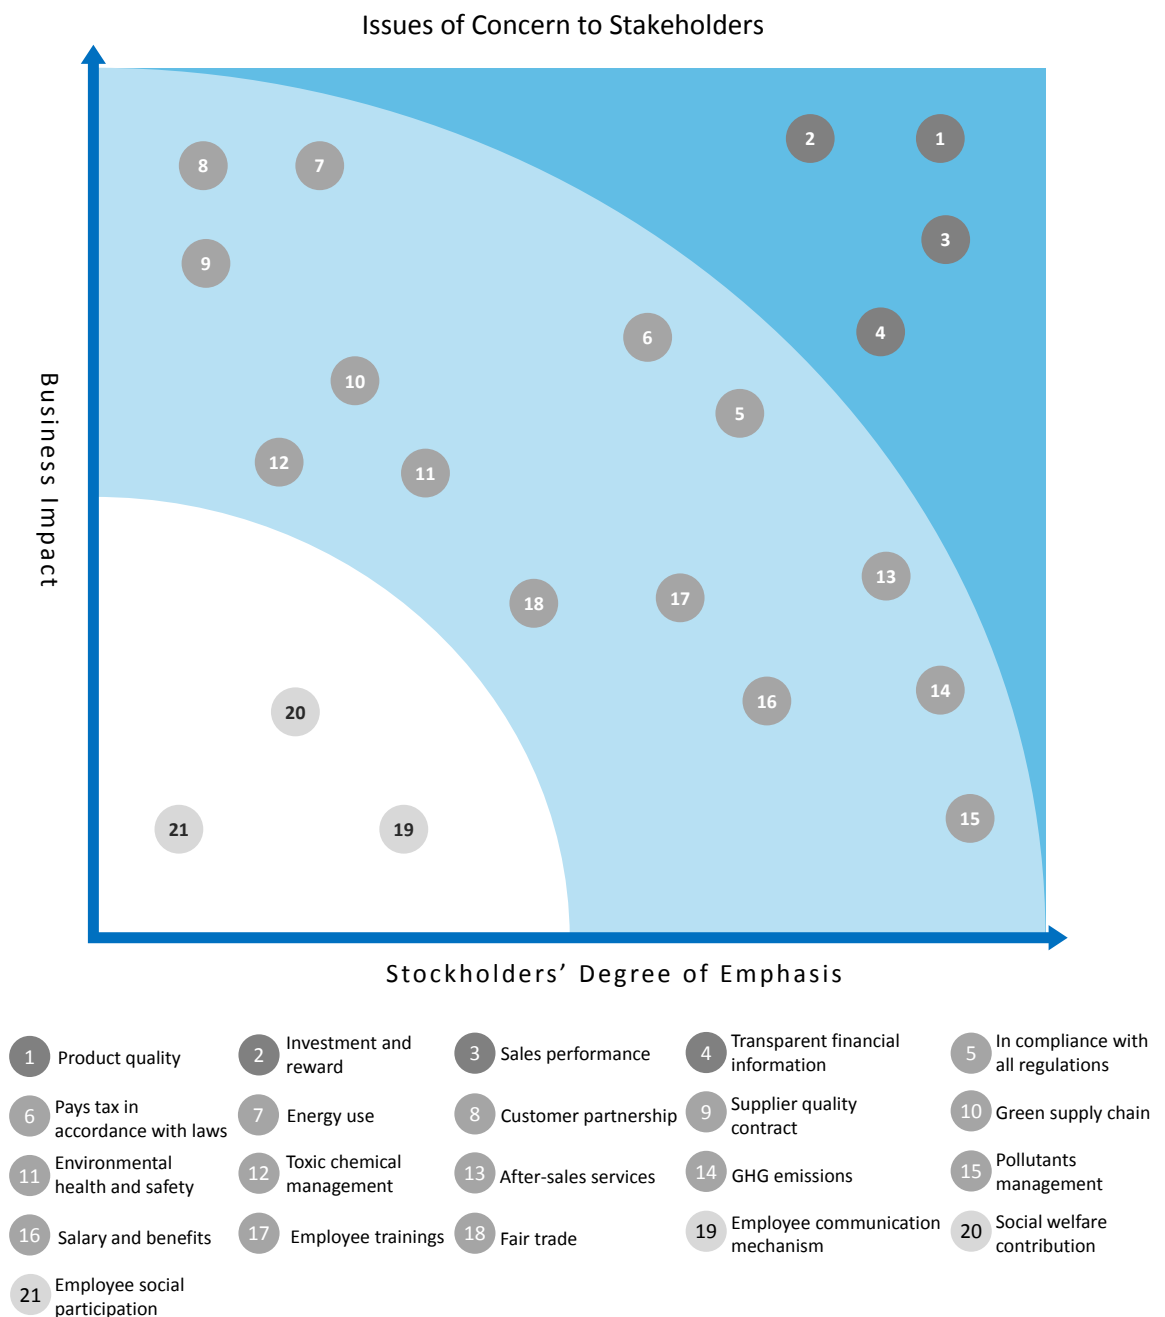 Issues of Concern to Stakeholders
8
7
2
1
9
3
6
4
10
5
12
11
Business Impact
18
17
13
20
16
14
21
19
15
Stockholders’ Degree of Emphasis
1 Product quality
2 Investment and
reward
3 Sales performance
4 Transparent financial
information
5 In compliance with
all regulations
6 Pays tax in
accordance with laws
7 Energy use
8 Customer partnership
9 Supplier quality
contract
10 Green supply chain
11 Environmental
health and safety
12 Toxic chemical
management
13 After-sales services
14 GHG emissions
15 Pollutants
management
16 Salary and benefits
17 Employee trainings
18 Fair trade
19 Employee communication
mechanism
20 Social welfare
contribution
21 Employee social
participation